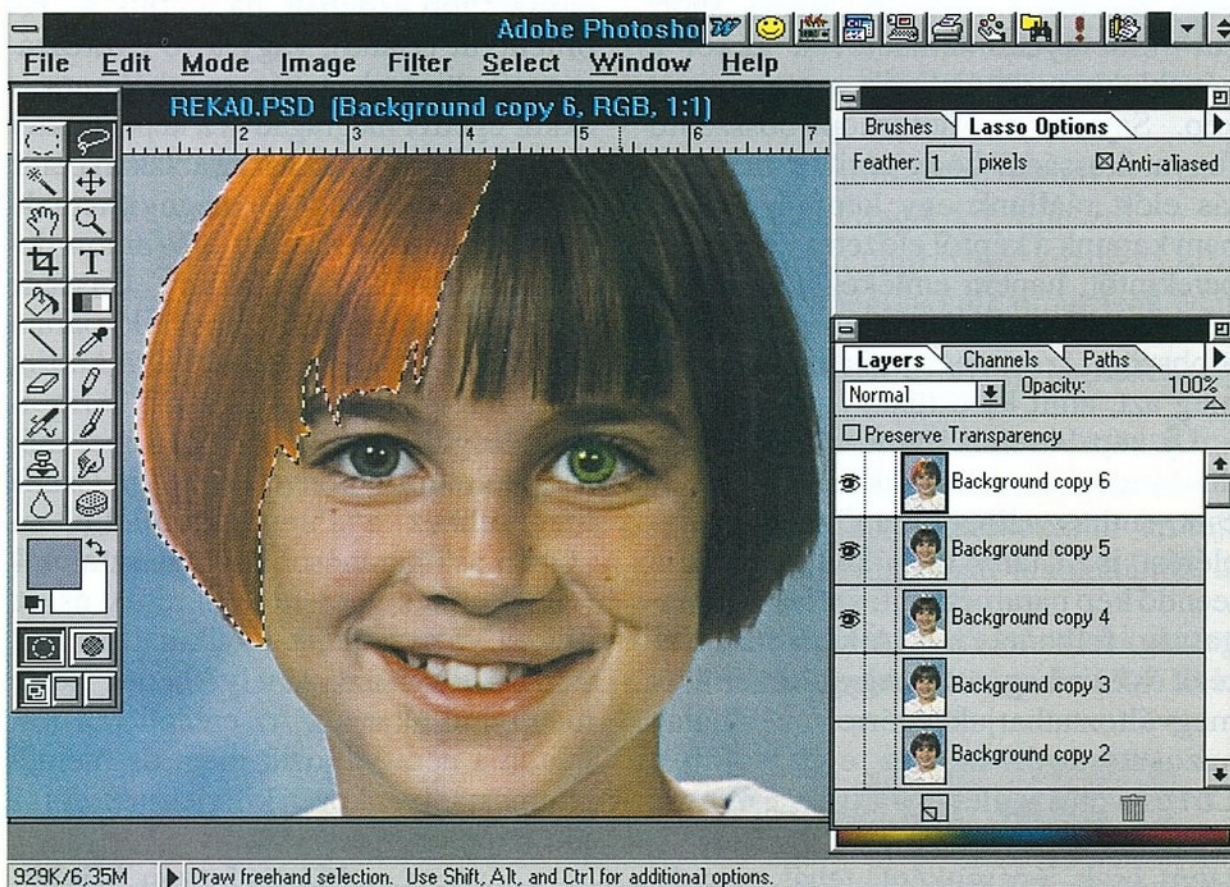 Adobe Photosho
File Edit Mode Image Filter Select Window Help
REKA0.PSD (Background copy 6, RGB, 1:1)
1 2 3 4 5 6 7
T
Brushes Lasso Options
Feather: 1 pixels Anti-aliased
Layers Channels Paths
Normal Opacity: 100%
Preserve Transparency
Background copy 6
Background copy 5
Background copy 4
Background copy 3
Background copy 2
929K/6,35M Draw freehand selection. Use Shift, Alt, and Ctrl for additional options.